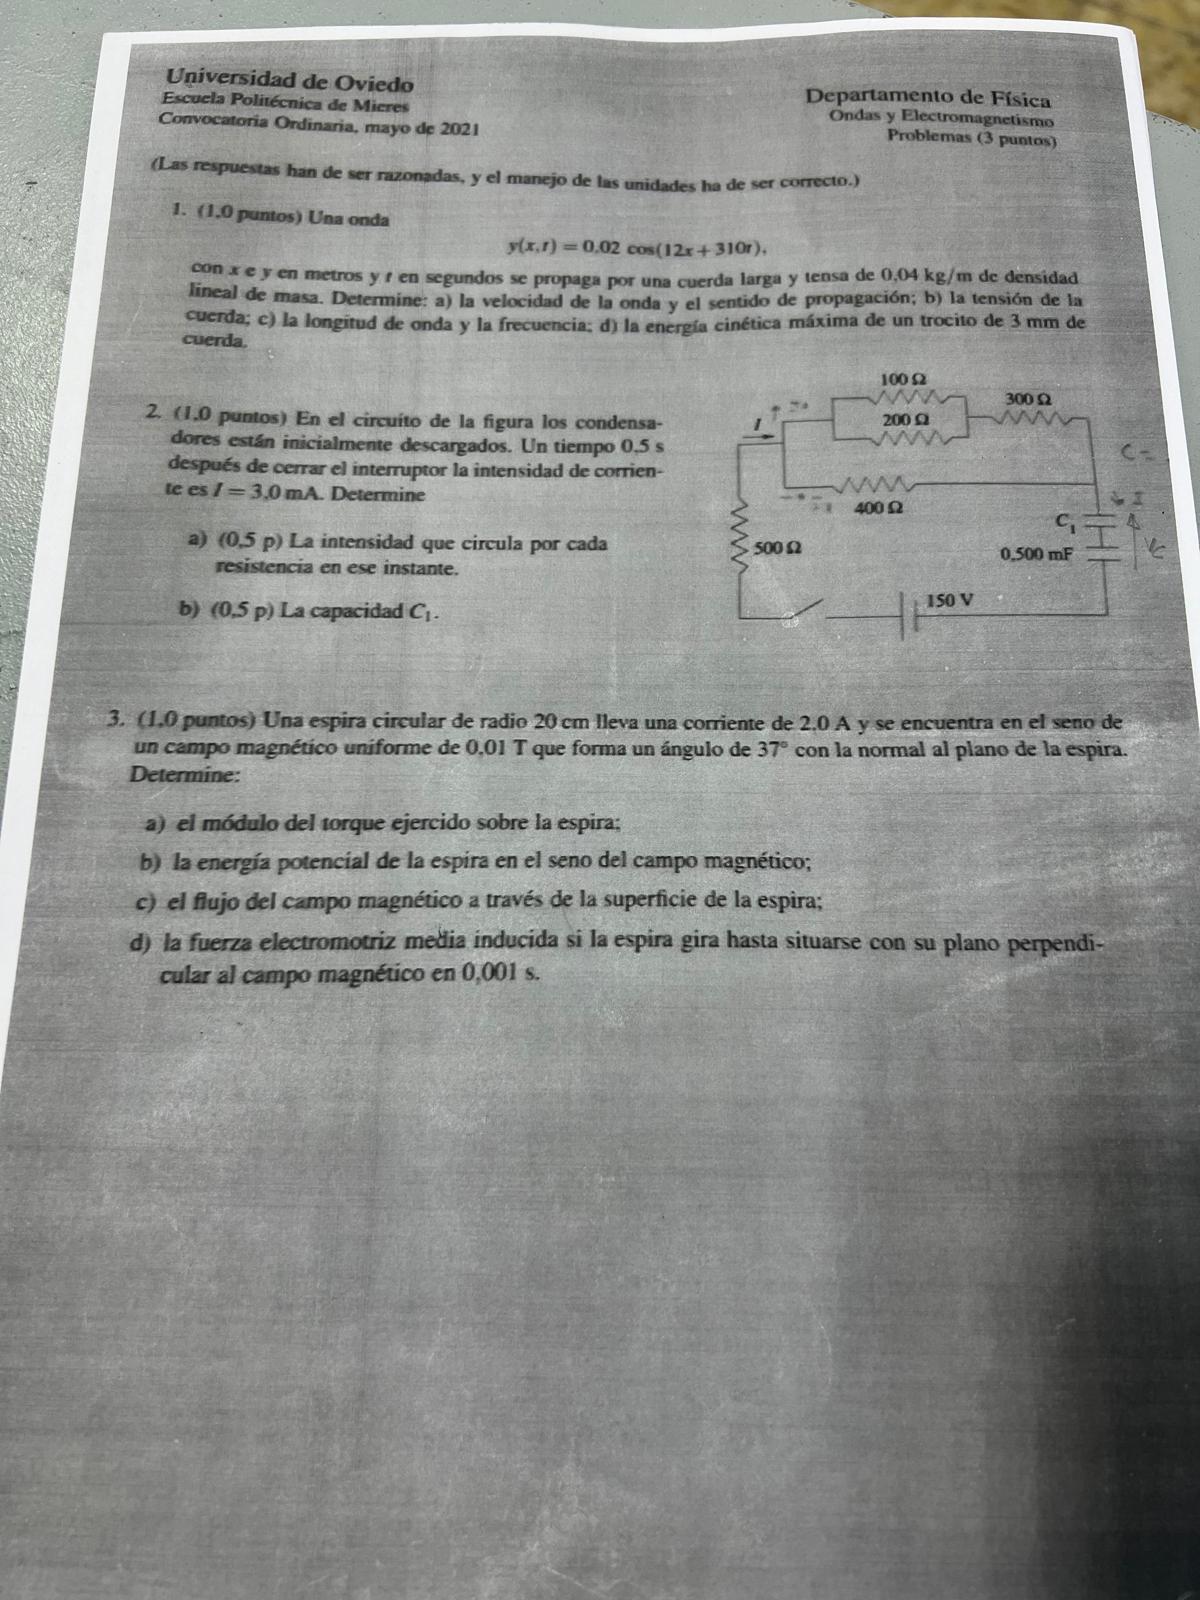 Universidad de Oviedo
Escuela Politécnica de Mieres
Convocatoria Ordinaria, mayo de 2021
Departamento de Física
Ondas y Electromagnetismo
Problemas (3 puntos)
(Las respuestas han de ser razonadas, y el manejo de las unidades ha de ser correcto.)
1. (1,0 puntos) Una onda
y(x,t) = 0.02 cos(12x + 310t),
con x e y en metros y t en segundos se propaga por una cuerda larga y tensa de 0,04 kg/m de densidad
lineal de masa. Determine: a) la velocidad de la onda y el sentido de propagación; b) la tensión de la
cuerda; c) la longitud de onda y la frecuencia; d) la energía cinética máxima de un trocito de 3 mm de
cuerda.
2. (1,0 puntos) En el circuito de la figura los condensa-
dores están inicialmente descargados. Un tiempo 0,5 s
después de cerrar el interruptor la intensidad de corrien-
te es I = 3,0 mA. Determine
a) (0,5 p) La intensidad que circula por cada
resistencia en ese instante.
b) (0,5 p) La capacidad C₁.
100 Ω
300 Ω
200 Ω
I
C =
400 Ω
I
C₁
Vc
500 Ω
0,500 mF
150 V
3. (1,0 puntos) Una espira circular de radio 20 cm lleva una corriente de 2,0 A y se encuentra en el seno de
un campo magnético uniforme de 0,01 T que forma un ángulo de 37° con la normal al plano de la espira.
Determine:
a) el módulo del torque ejercido sobre la espira;
b) la energía potencial de la espira en el seno del campo magnético;
c) el flujo del campo magnético a través de la superficie de la espira;
d) la fuerza electromotriz media inducida si la espira gira hasta situarse con su plano perpendi-
cular al campo magnético en 0,001 s.